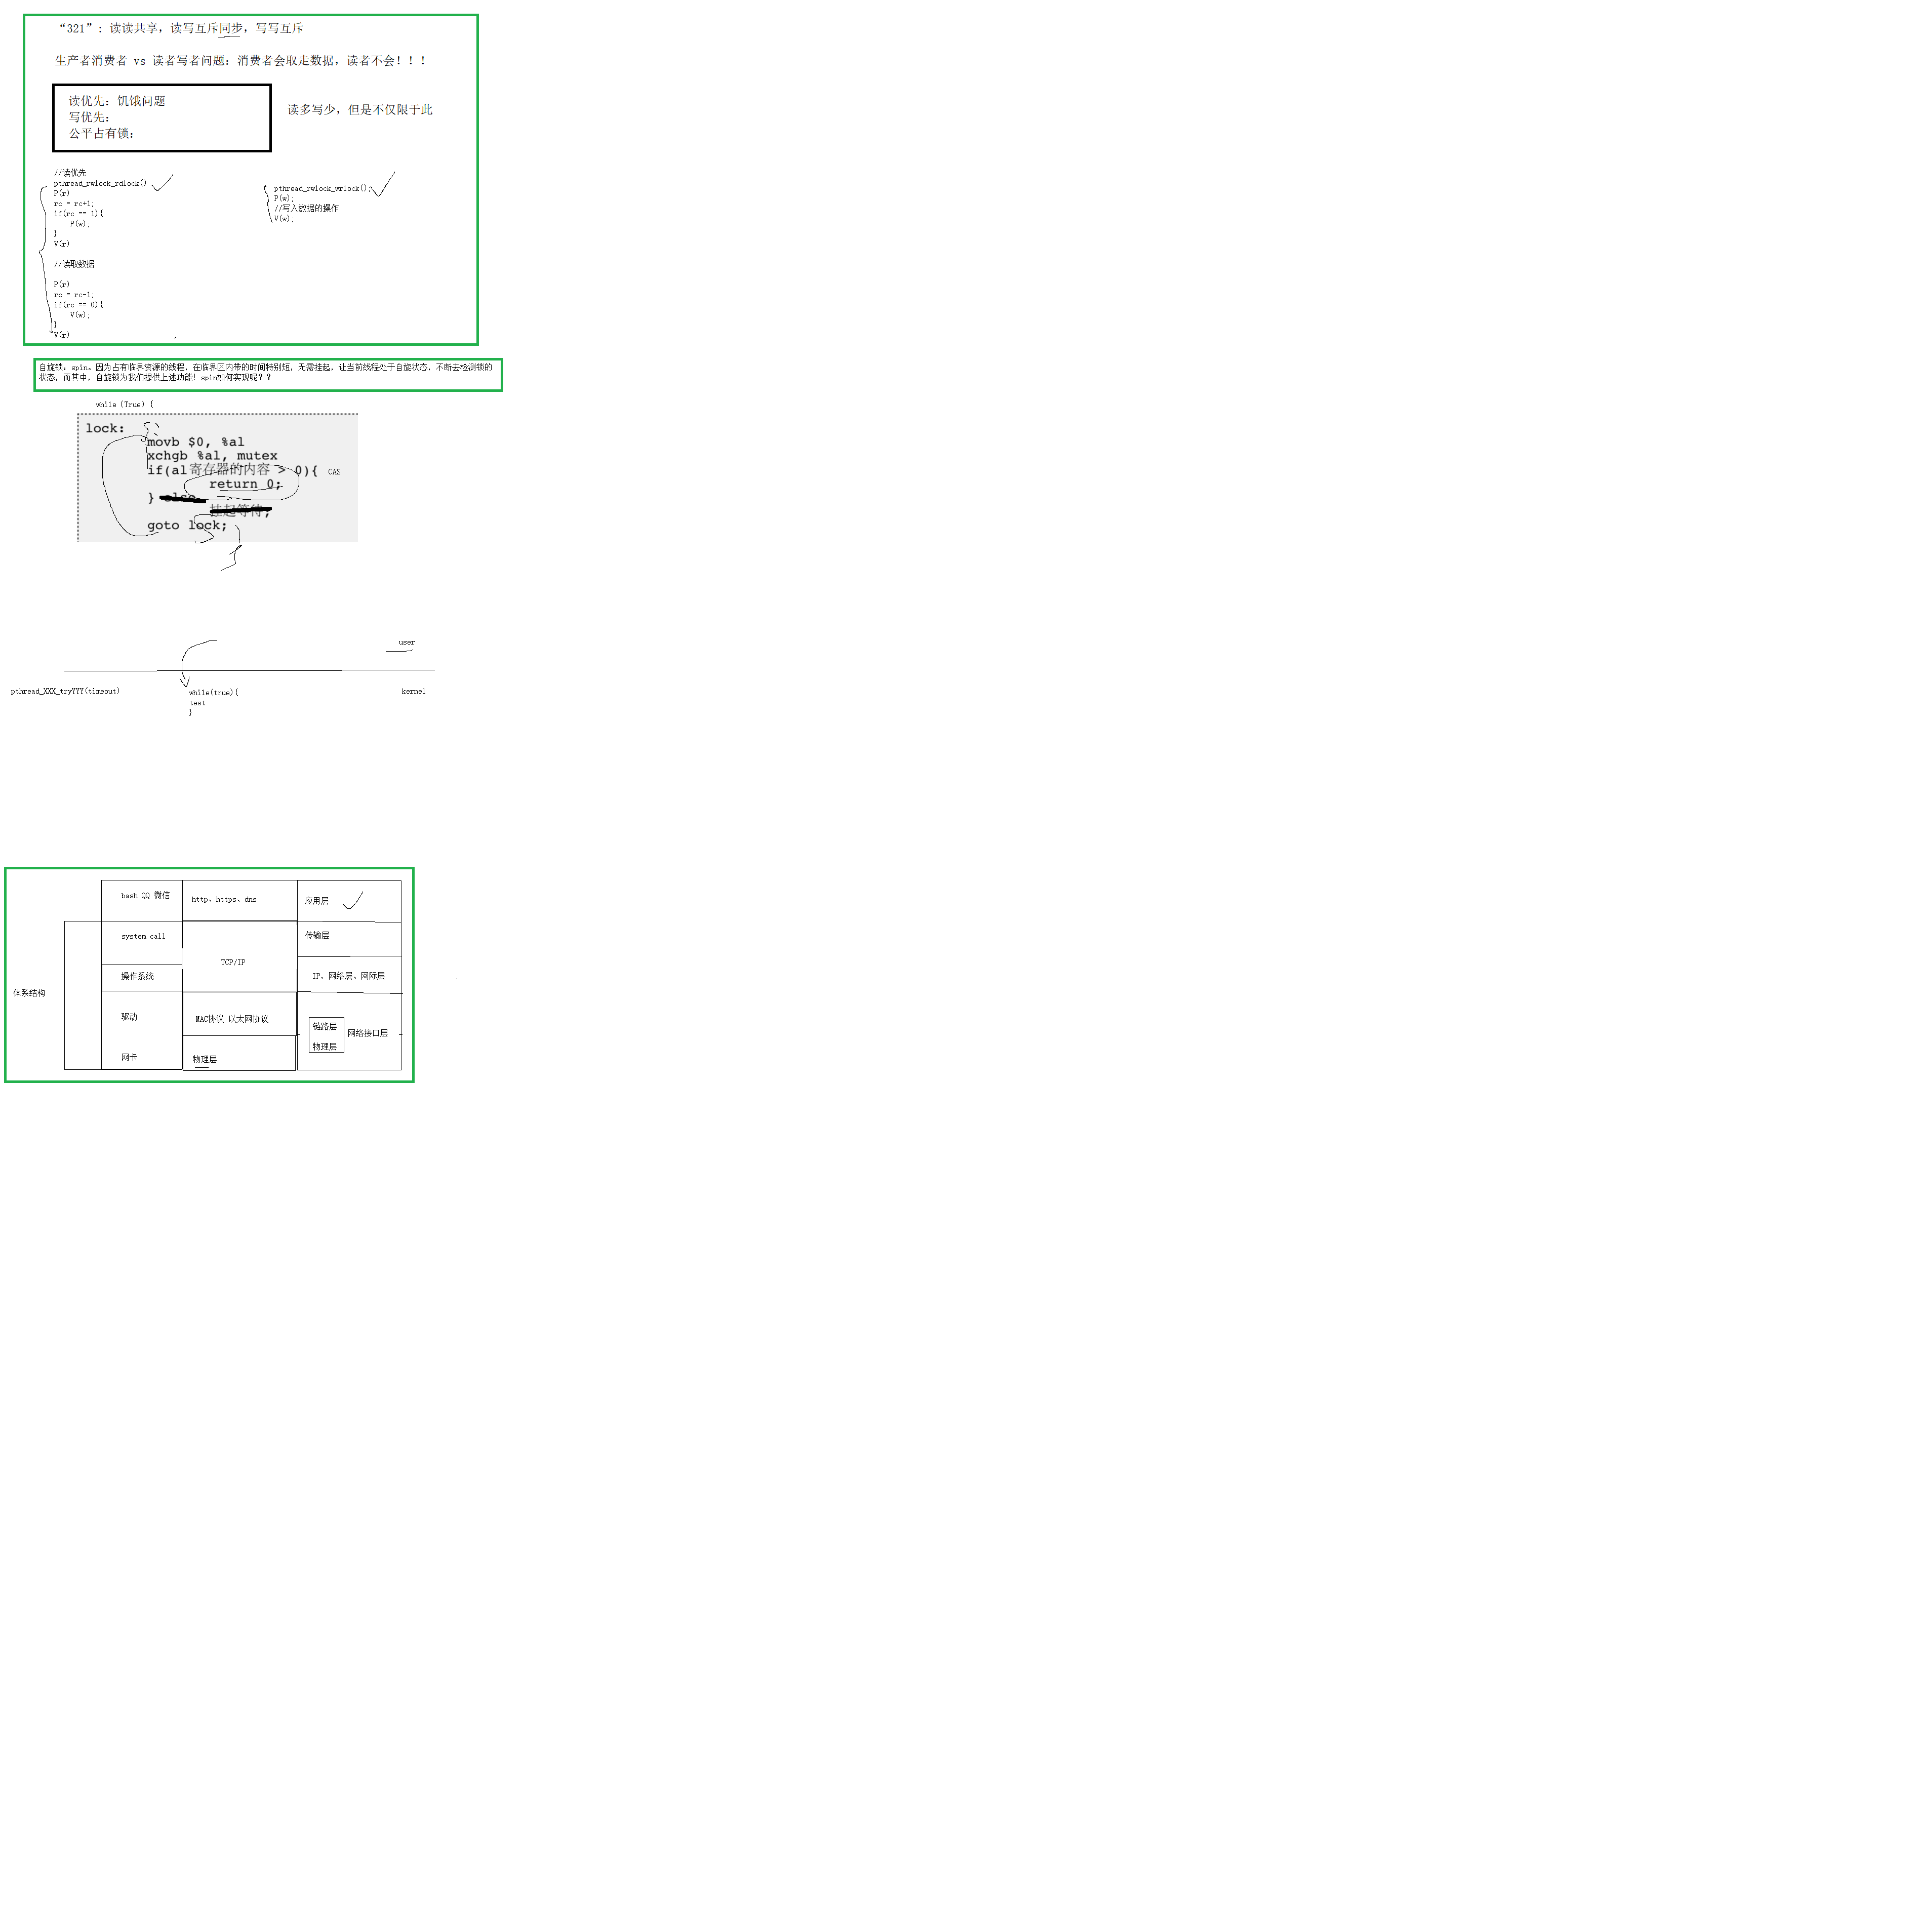 “321”: 读读共享，读写互斥同步，写写互斥
生产者消费者 vs 读者写者问题：消费者会取走数据，读者不会！！！
读优先：饥饿问题
写优先：
公平占有锁：
读多写少，但是不仅限于此
//读优先
pthread_rwlock_rdlock()
P(r)
rc = rc+1;
if(rc == 1){
P(w);
}
V(r)
//读取数据
P(r)
rc = rc-1;
if(rc == 0){
V(w);
}
V(r)
pthread_rwlock_wrlock();
P(w);
//写入数据的操作
V(w);
自旋锁：spin。因为占有临界资源的线程，在临界区内带的时间特别短，无需挂起，让当前线程处于自旋状态，不断去检测锁的
状态，而其中，自旋锁为我们提供上述功能！spin如何实现呢？？
while (True) {
lock:
movb $0, %al
xchgb %al, mutex
if(al寄存器的内容 > 0){
CAS
return 0;
} else
挂起等待;
goto lock;
user
pthread_XXX_tryYYY(timeout)
while(true){
test
}
kernel
bash QQ 微信
http、https、dns
应用层
system call
传输层
TCP/IP
操作系统
IP，网络层、网际层
体系结构
驱动
MAC协议 以太网协议
链路层
网络接口层
物理层
网卡
物理层